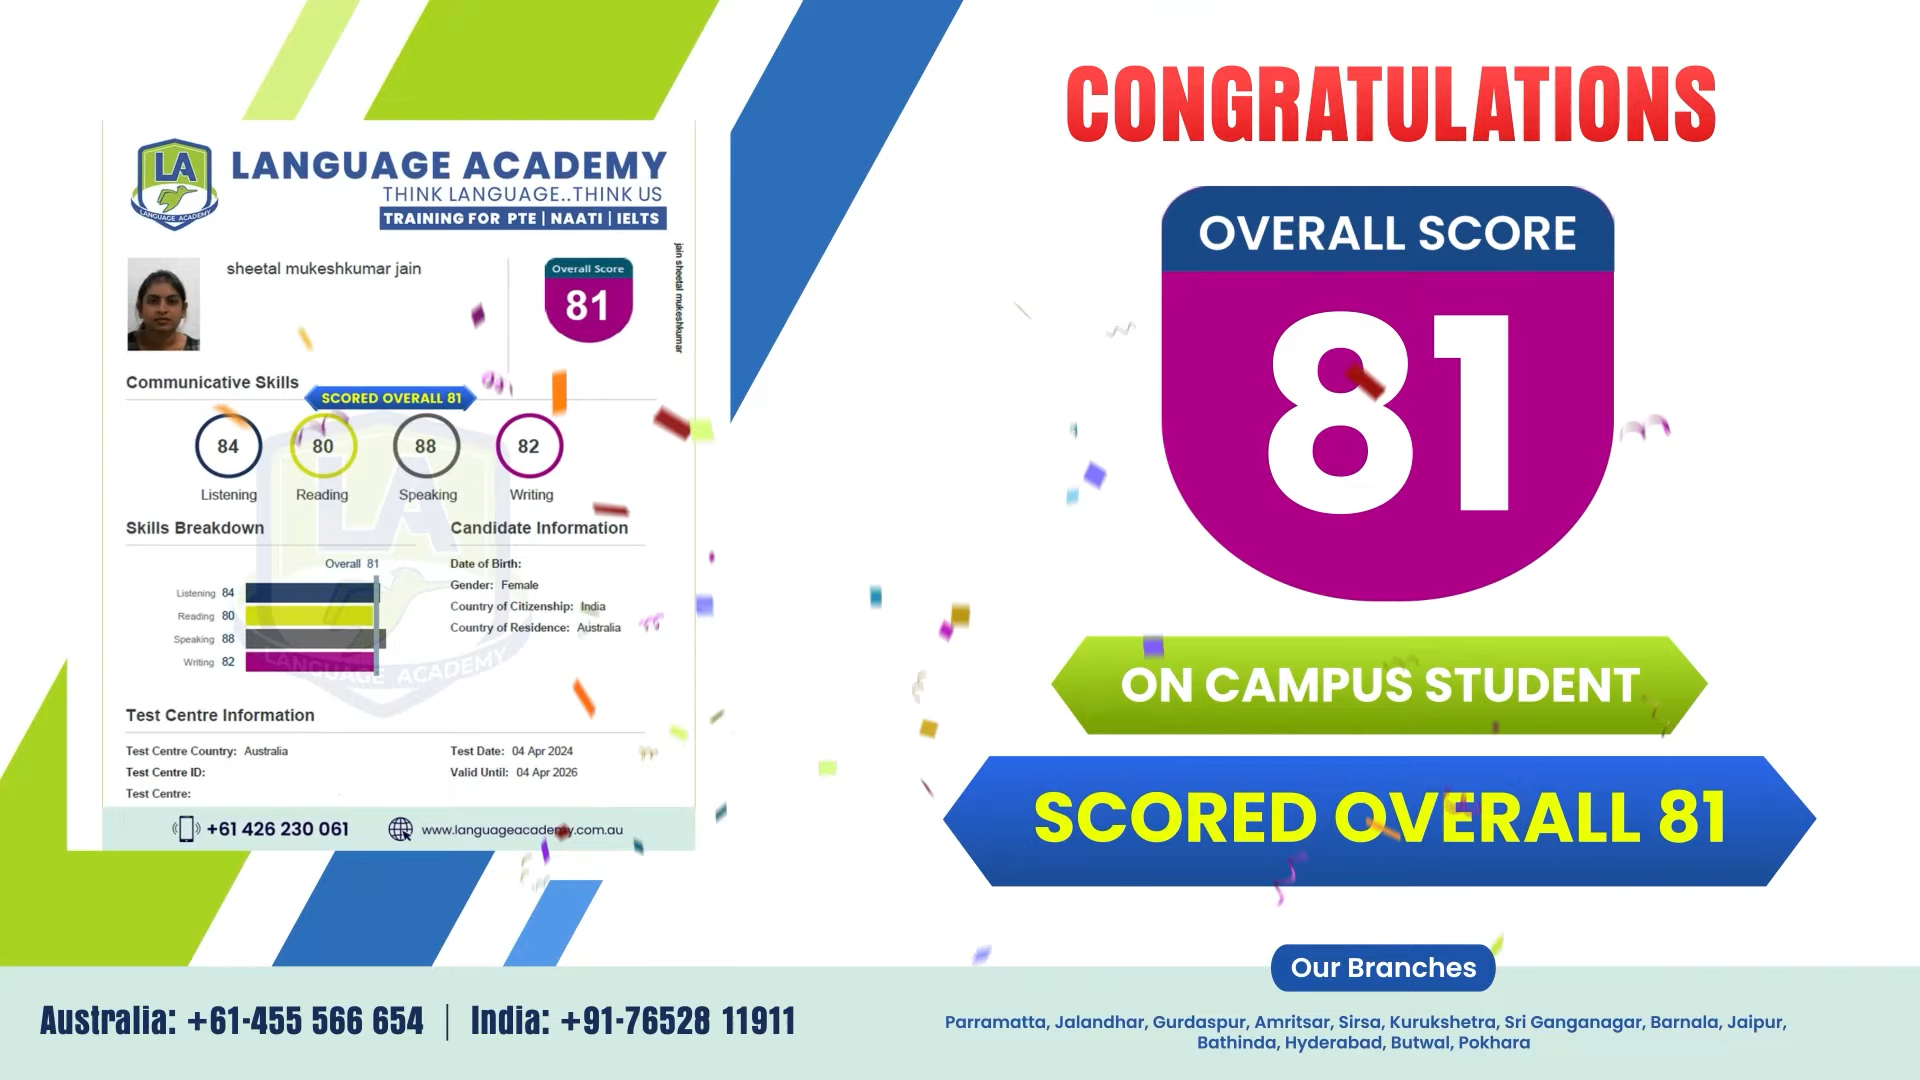 LA
LANGUAGE ACADEMY
LANGUAGE ACADEMY
THINK LANGUAGE..THINK US
TRAINING FOR PTE | NAATI | IELTS
sheetal mukeshkumar jain
Overall Score
81
jain sheetal mukeshkumar
Communicative Skills
SCORED OVERALL 81
84 80 88 82
Listening Reading Speaking Writing
Skills Breakdown
Overall 81
Listening 84
Reading 80
Speaking 88
Writing 82
LA
LANGUAGE ACADEMY
Candidate Information
Date of Birth:
Gender: Female
Country of Citizenship: India
Country of Residence: Australia
Test Centre Information
Test Centre Country: Australia
Test Centre ID:
Test Centre:
Test Date: 04 Apr 2024
Valid Until: 04 Apr 2026
+61 426 230 061
www.languageacademy.com.au
CONGRATULATIONS
OVERALL SCORE
81
ON CAMPUS STUDENT
SCORED OVERALL 81
Our Branches
Australia: +61-455 566 654 | India: +91-76528 11911
Parramatta, Jalandhar, Gurdaspur, Amritsar, Sirsa, Kurukshetra, Sri Ganganagar, Barnala, Jaipur,
Bathinda, Hyderabad, Butwal, Pokhara